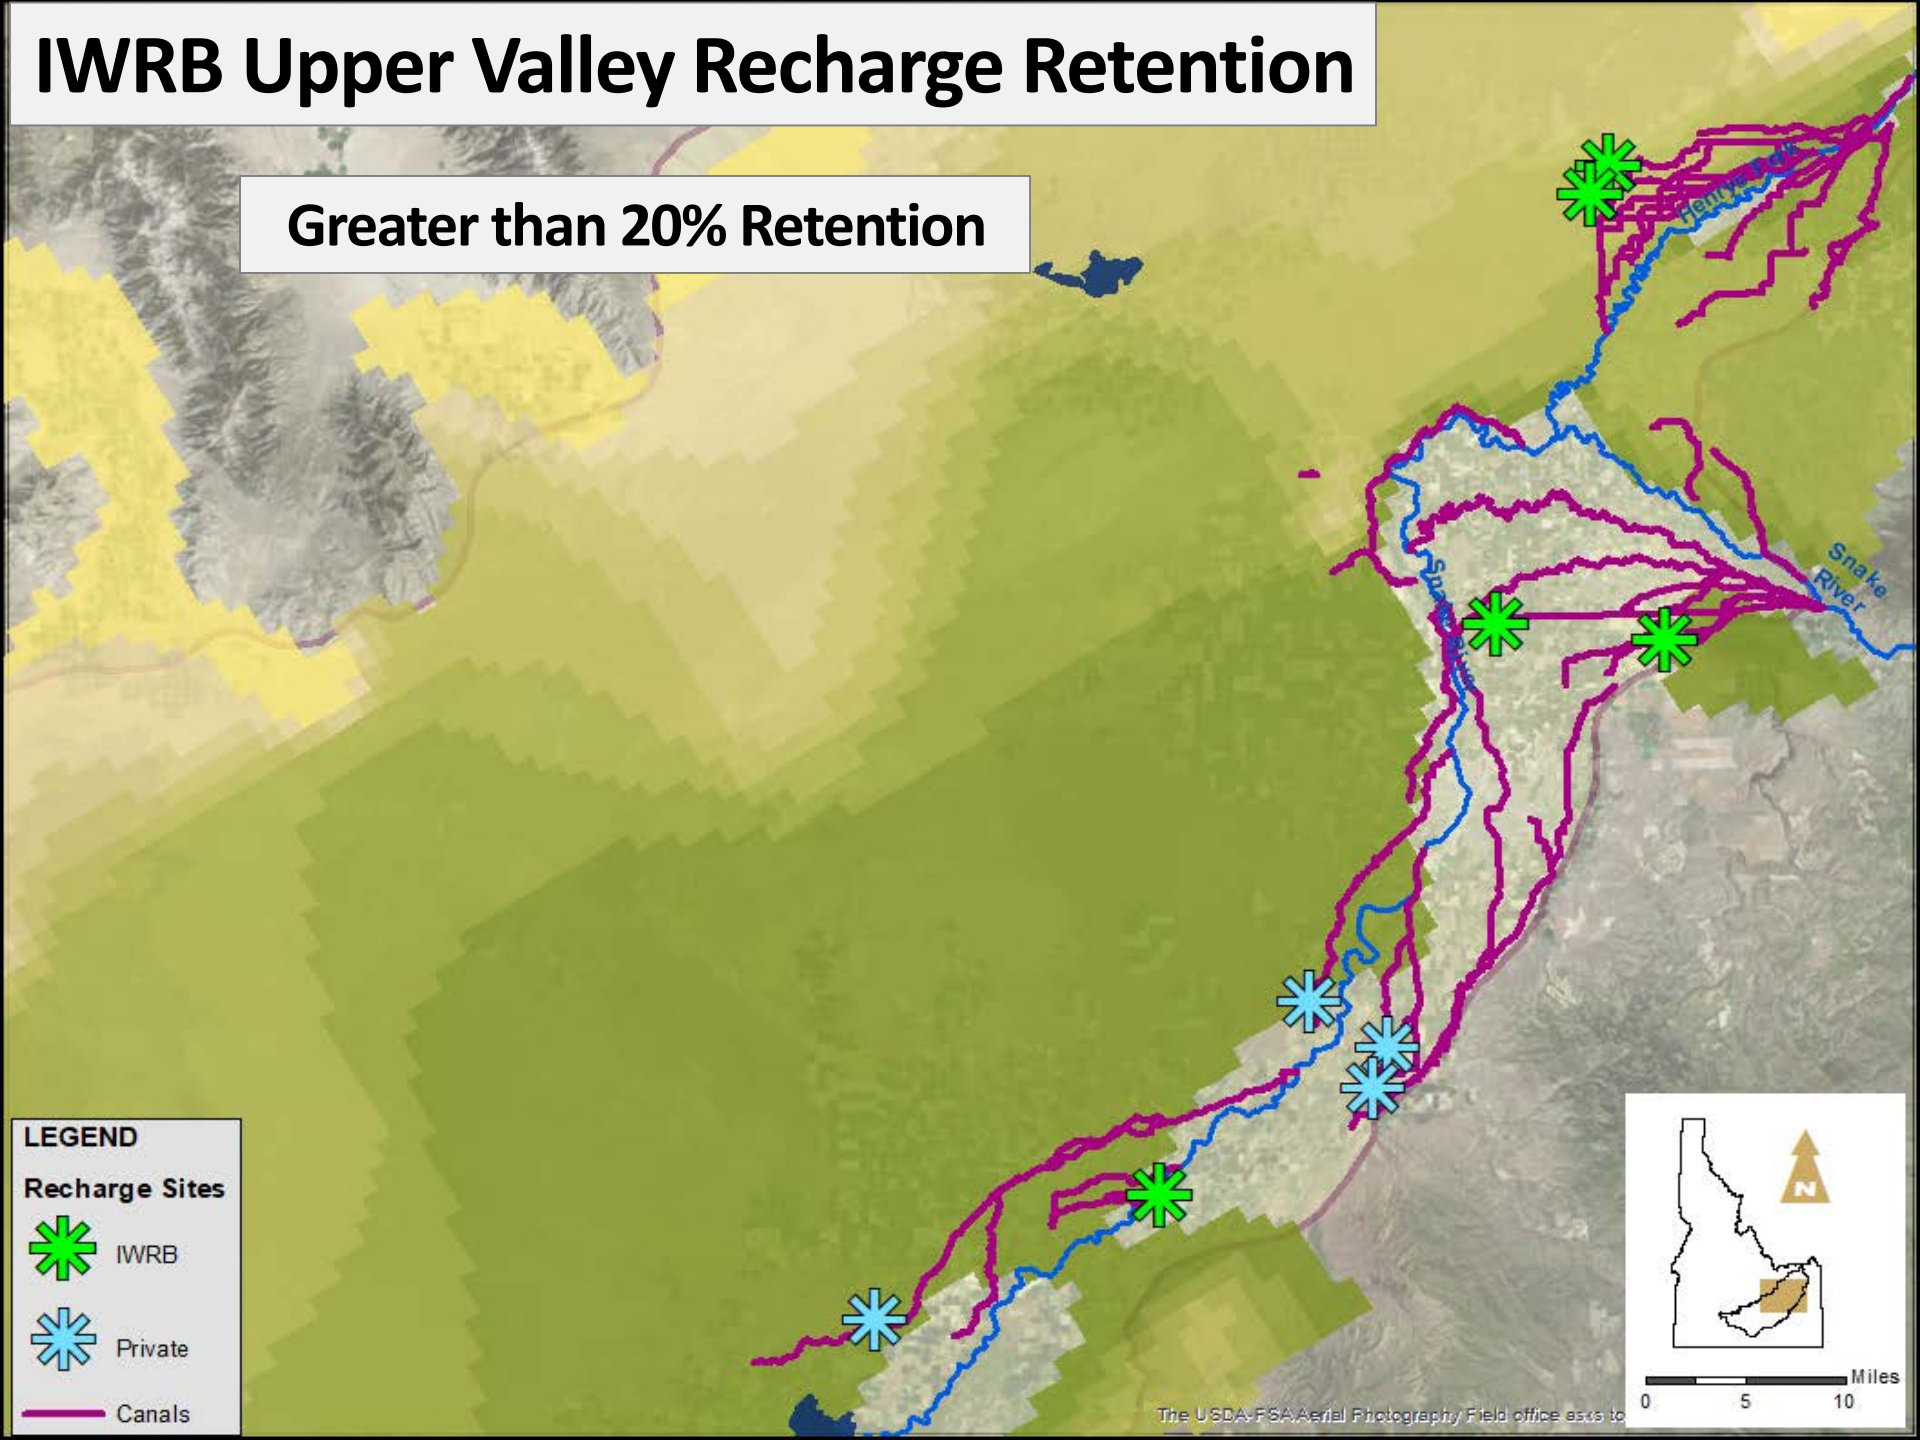 IWRB Upper Valley Recharge Retention
Greater than 20% Retention
Henrys Fork
Snake
River
Snake River
LEGEND
Recharge Sites
IWRB
Private
Canals
N
Miles
0 5 10
The USDA-FSA Aerial Photography Field office asks to